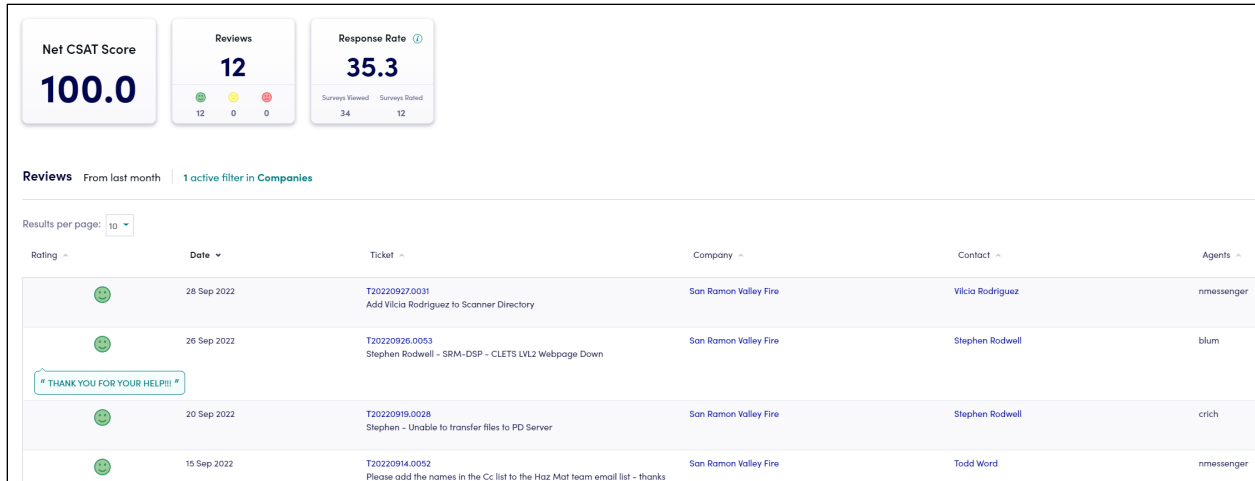 Net CSAT Score
100.0
Reviews
12
12 0 0
Response Rate i
35.3
Surveys Viewed Surveys Rated
34 12
Reviews From last month 1 active filter in Companies
Results per page: 10
Rating Date Ticket Company Contact Agents
28 Sep 2022 T20220927.0031 San Ramon Valley Fire Vilcia Rodriguez nmessenger
Add Vilcia Rodriguez to Scanner Directory
26 Sep 2022 T20220926.0053 San Ramon Valley Fire Stephen Rodwell blum
Stephen Rodwell - SRM-DSP - CLETS LVL2 Webpage Down
" THANK YOU FOR YOUR HELP!!! "
20 Sep 2022 T20220919.0028 San Ramon Valley Fire Stephen Rodwell crich
Stephen - Unable to transfer files to PD Server
15 Sep 2022 T20220914.0052 San Ramon Valley Fire Todd Word nmessenger
Please add the names in the Cc list to the Haz Mat team email list - thanks